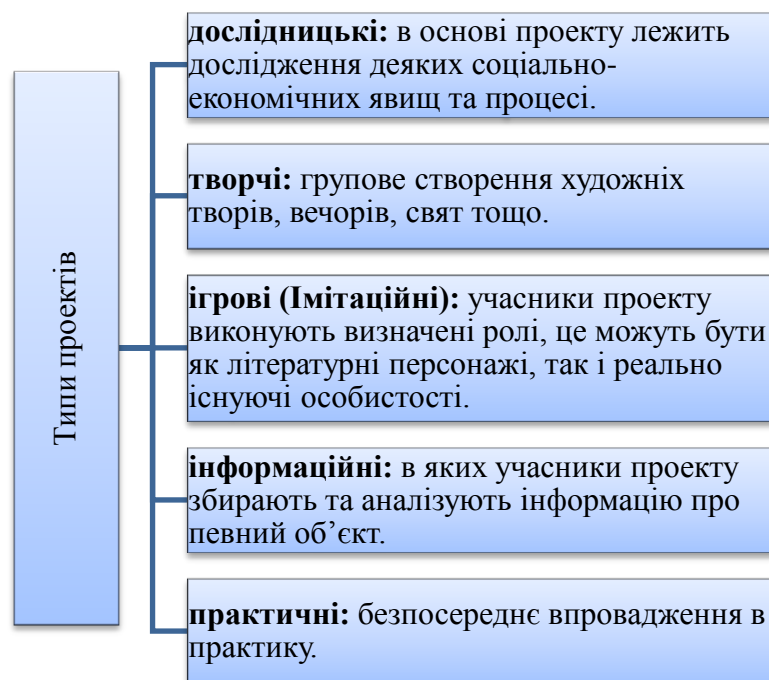 Типи проектів
дослідницькі: в основі проекту лежить
дослідження деяких соціально-
економічних явищ та процесі.
творчі: групове створення художніх
творів, вечорів, свят тощо.
ігрові (Імітаційні): учасники проекту
виконують визначені ролі, це можуть бути
як літературні персонажі, так і реально
існуючі особистості.
інформаційні: в яких учасники проекту
збирають та аналізують інформацію про
певний об’єкт.
практичні: безпосереднє впровадження в
практику.